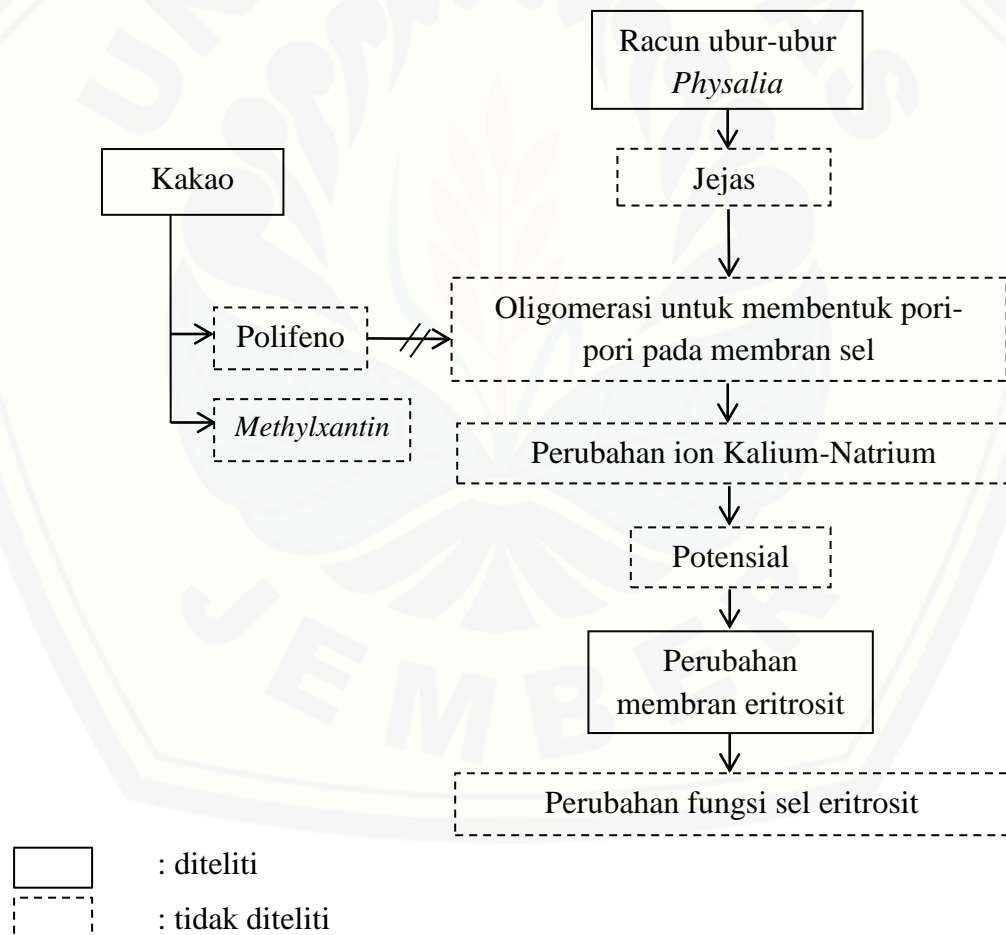 Racun ubur-ubur
Physalia
Kakao
Jejas
Oligomerasi untuk membentuk pori-
pori pada membran sel
Polifeno
Methylxantin
Perubahan ion Kalium-Natrium
Potensial
Perubahan
membran eritrosit
Perubahan fungsi sel eritrosit
: diteliti
: tidak diteliti
JEMBER